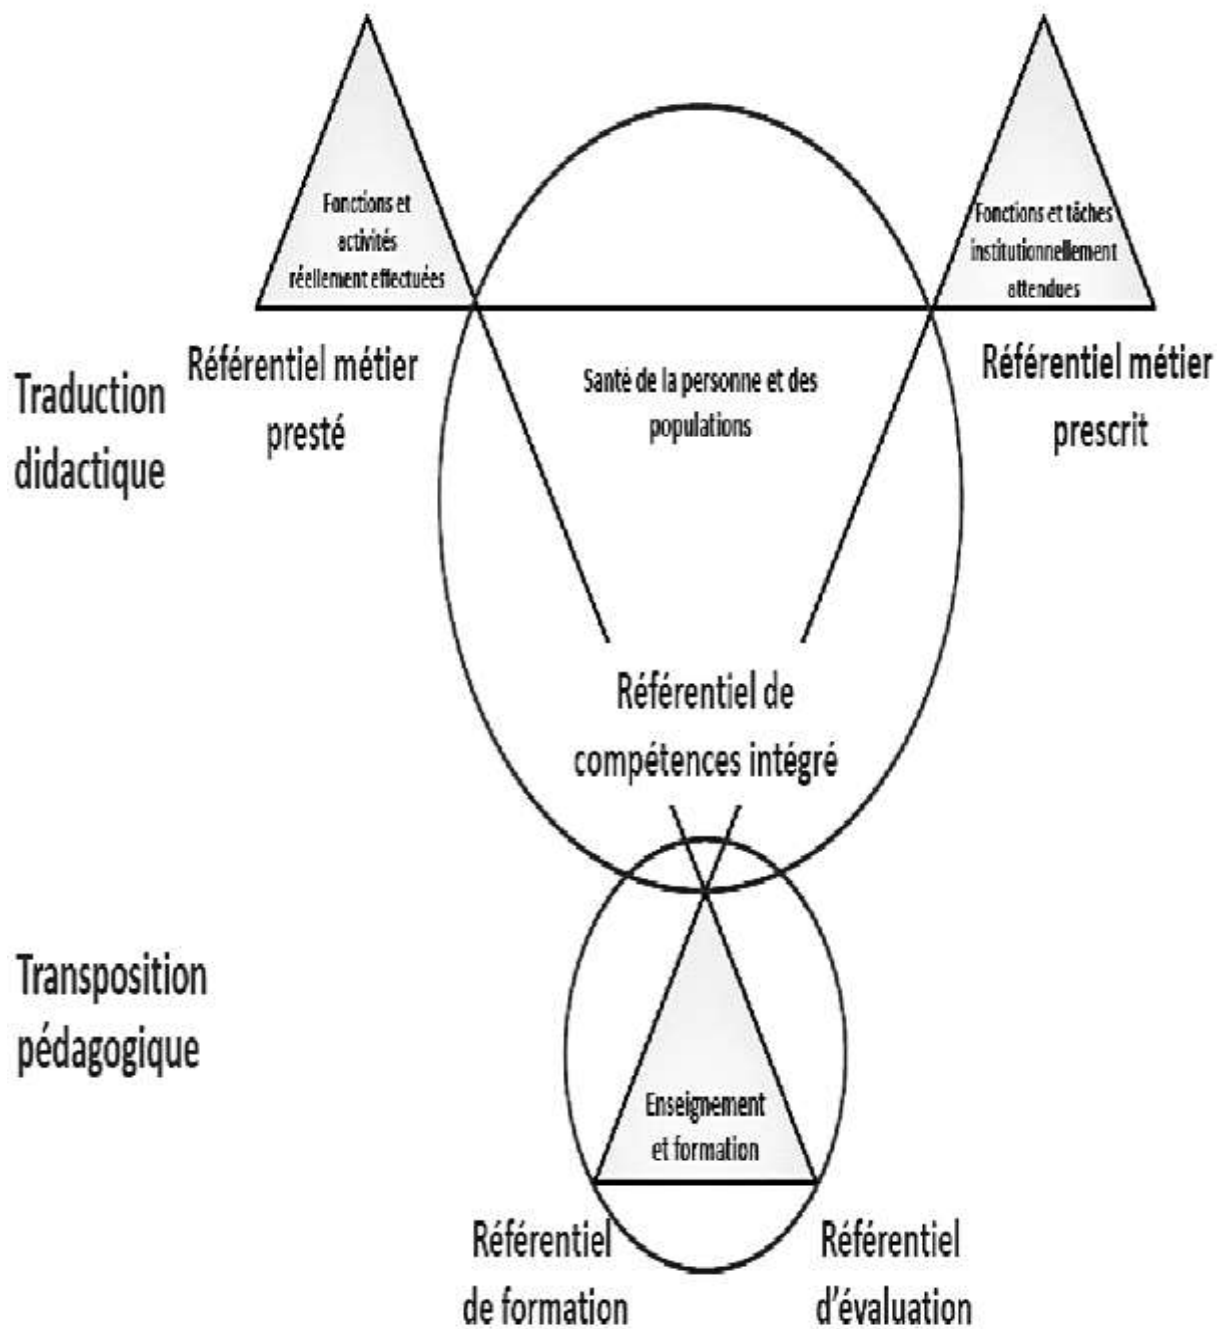 Fonctions et
activités
réellement effectuées
Fonctions et tâches
institutionnellement
attendues
Référentiel métier
presté
Référentiel métier
prescrit
Traduction
didactique
Santé de la personne et des
populations
Référentiel de
compétences intégré
Transposition
pédagogique
Enseignement
et formation
Référentiel
de formation
Référentiel
d'évaluation